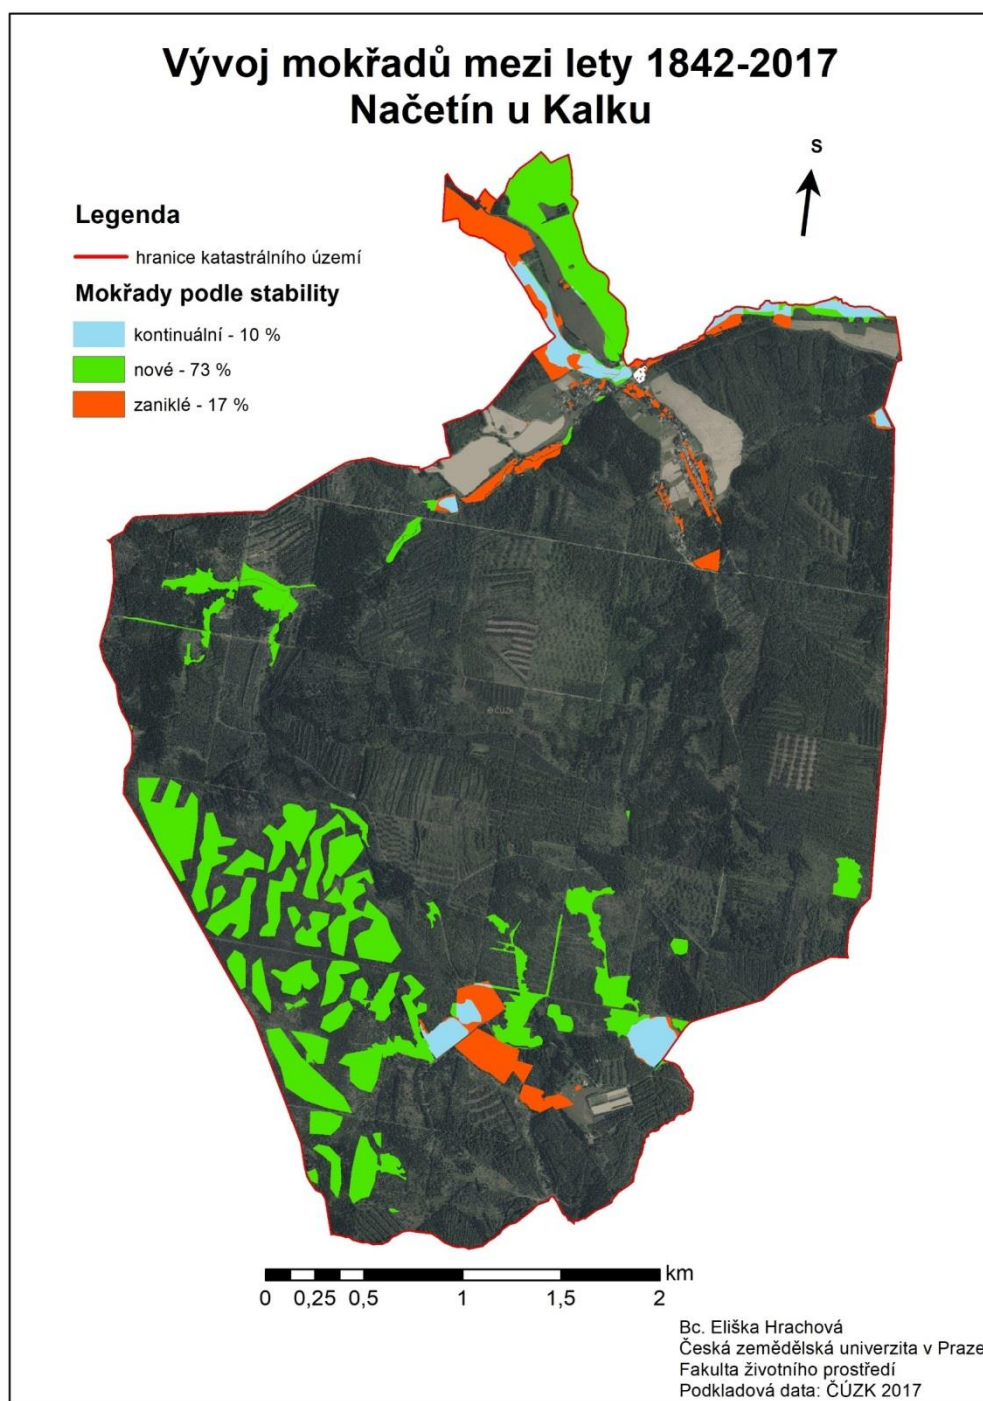 Vývoj mokřadů mezi lety 1842-2017
Načetín u Kalku
S
Legenda
hranice katastrálního území
Mokřady podle stability
kontinuální - 10 %
nové - 73 %
zaniklé - 17 %
© ČÚZK
km
0 0,25 0,5 1 1,5 2
Bc. Eliška Hrachová
Česká zemědělská univerzita v Praze
Fakulta životního prostředí
Podkladová data: ČÚZK 2017